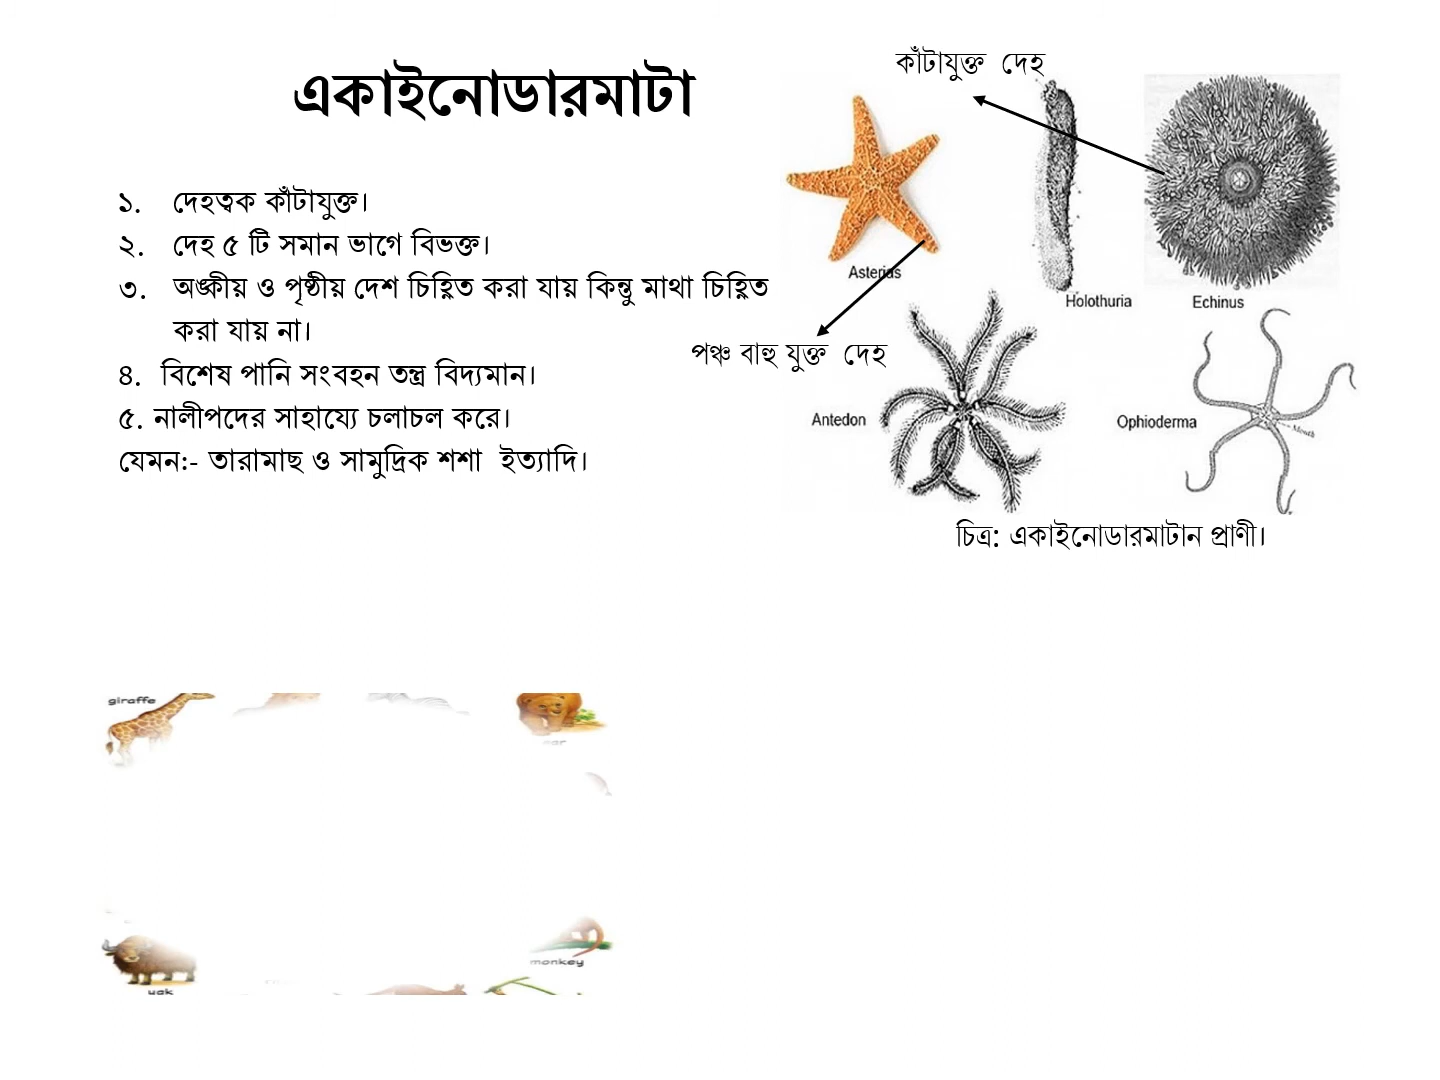 একাইনোডারমাটা
১. দেহত্বক কাঁটাযুক্ত।
২. দেহ ৫ টি সমান ভাগে বিভক্ত।
৩. অঙ্কীয় ও পৃষ্ঠীয় দেশ চিহ্নিত করা যায় কিন্তু মাথা চিহ্নিত
করা যায় না।
৪. বিশেষ পানি সংবহন তন্ত্র বিদ্যমান।
৫. নালীপদের সাহায্যে চলাচল করে।
যেমন:- তারামাছ ও সামুদ্রিক শশা ইত্যাদি।
কাঁটাযুক্ত দেহ
Asterias
Holothuria
Echinus
পঞ্চ বাহু যুক্ত দেহ
Antedon
Ophioderma
Mouth
চিত্র: একাইনোডারমাটান প্রাণী।
giraffe
monkey
yak